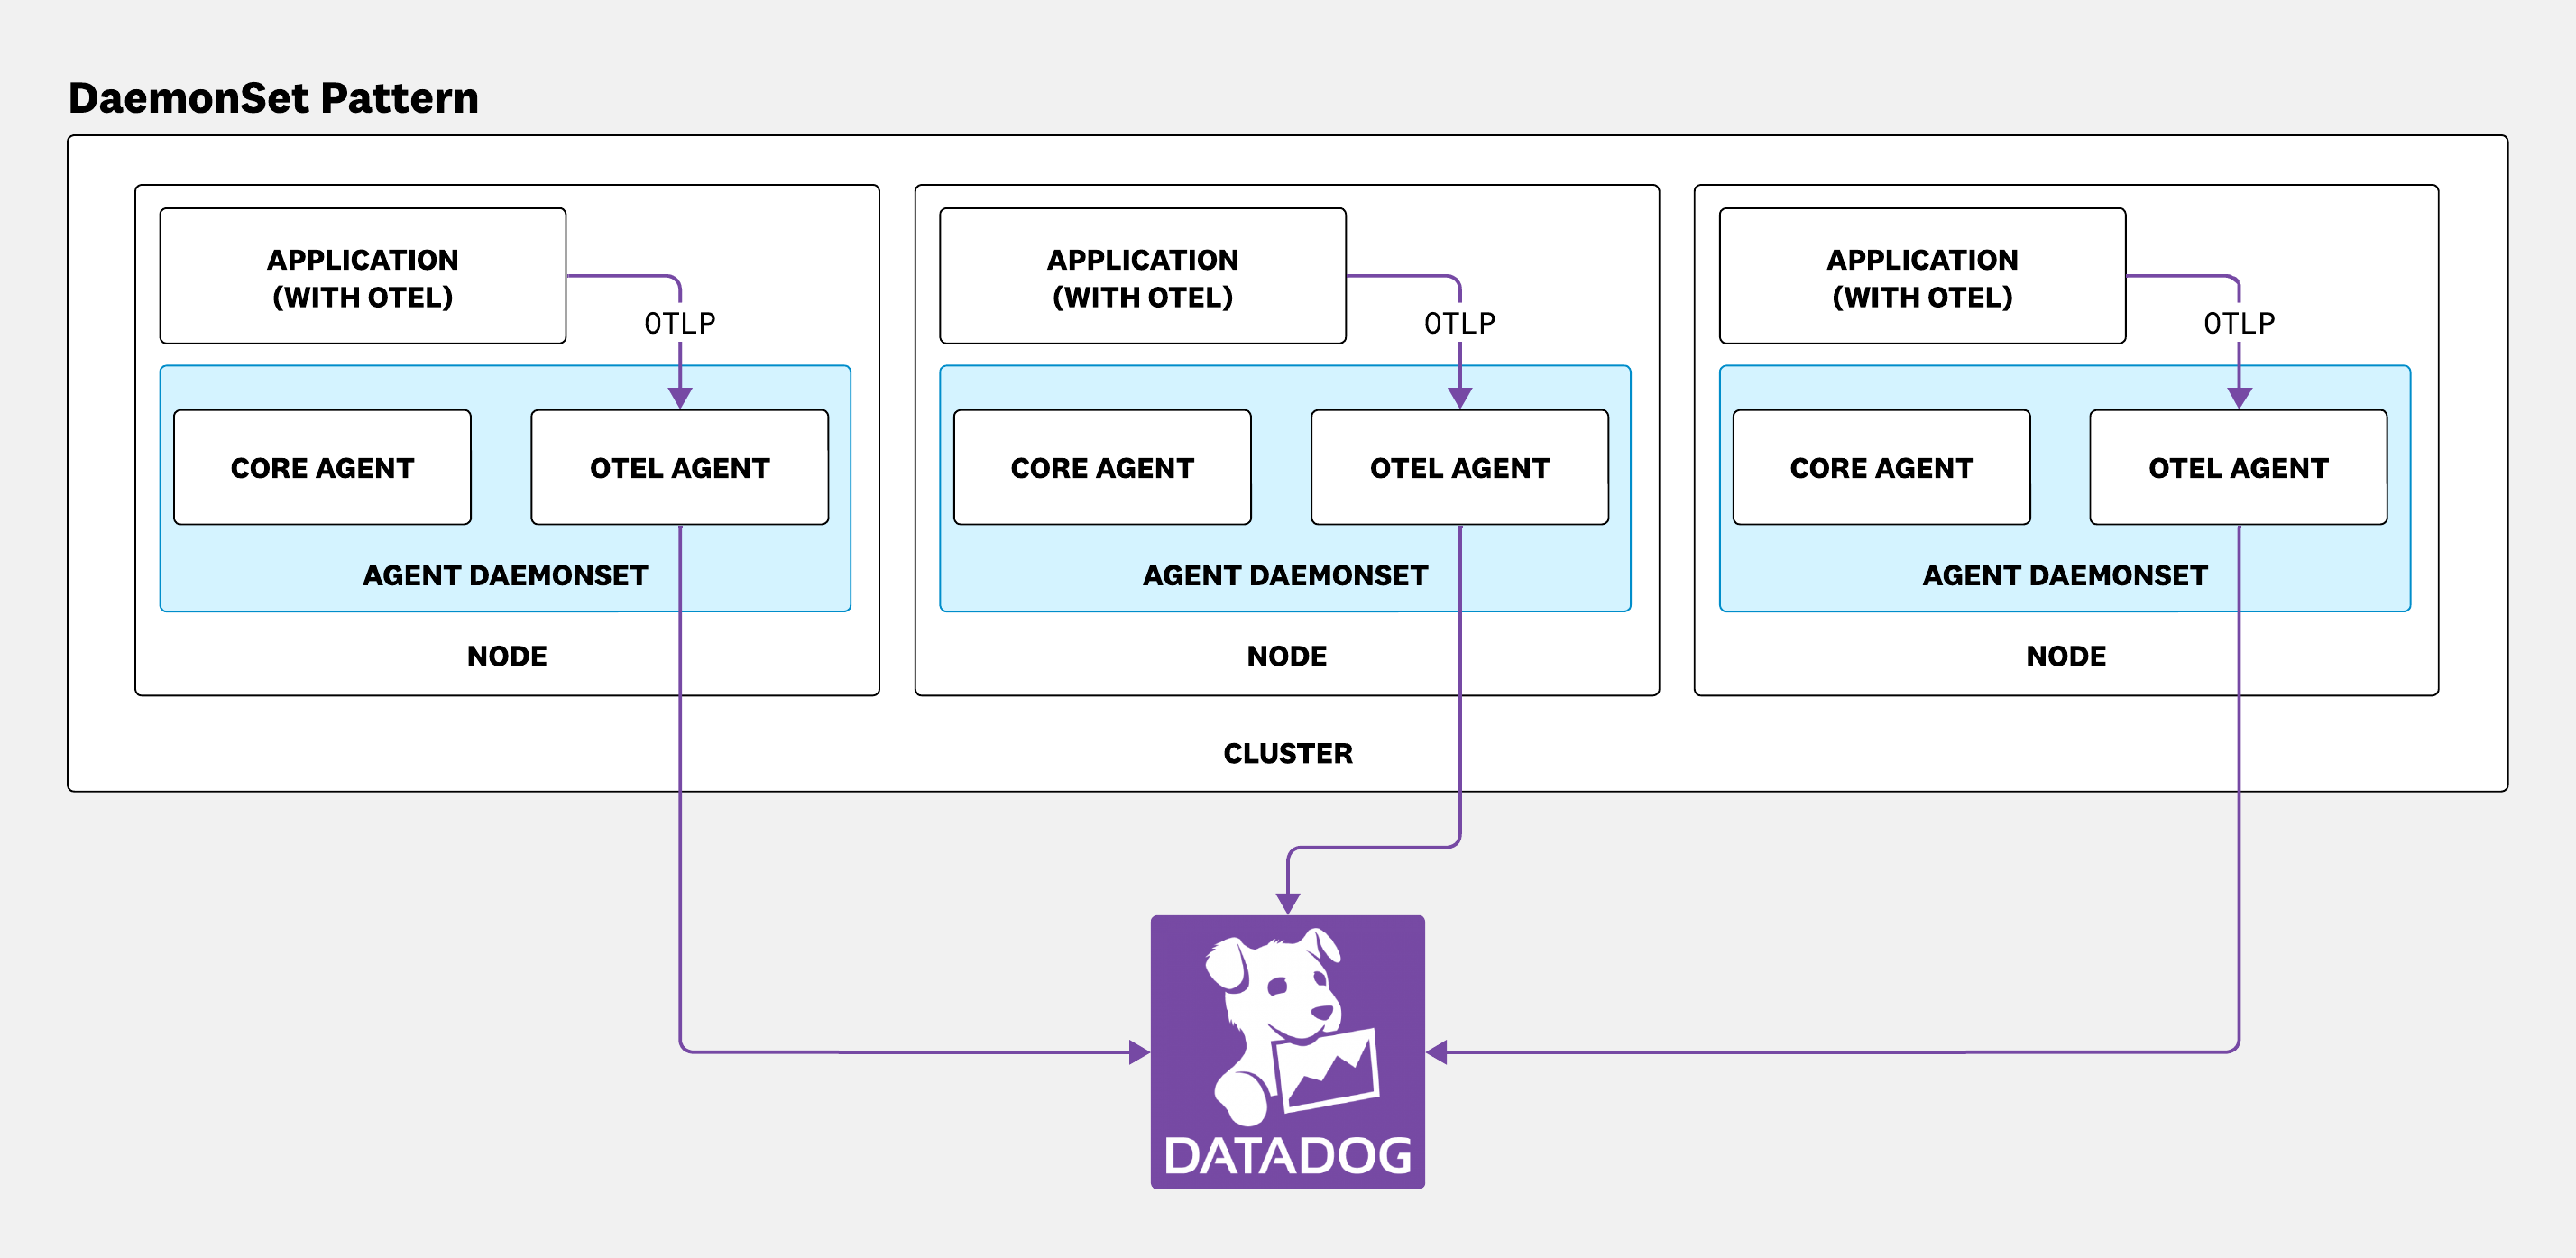 DaemonSet Pattern
APPLICATION
(WITH OTEL)
OTLP
CORE AGENT
OTEL AGENT
AGENT DAEMONSET
NODE
APPLICATION
(WITH OTEL)
OTLP
CORE AGENT
OTEL AGENT
AGENT DAEMONSET
NODE
APPLICATION
(WITH OTEL)
OTLP
CORE AGENT
OTEL AGENT
AGENT DAEMONSET
NODE
CLUSTER
DATADOG